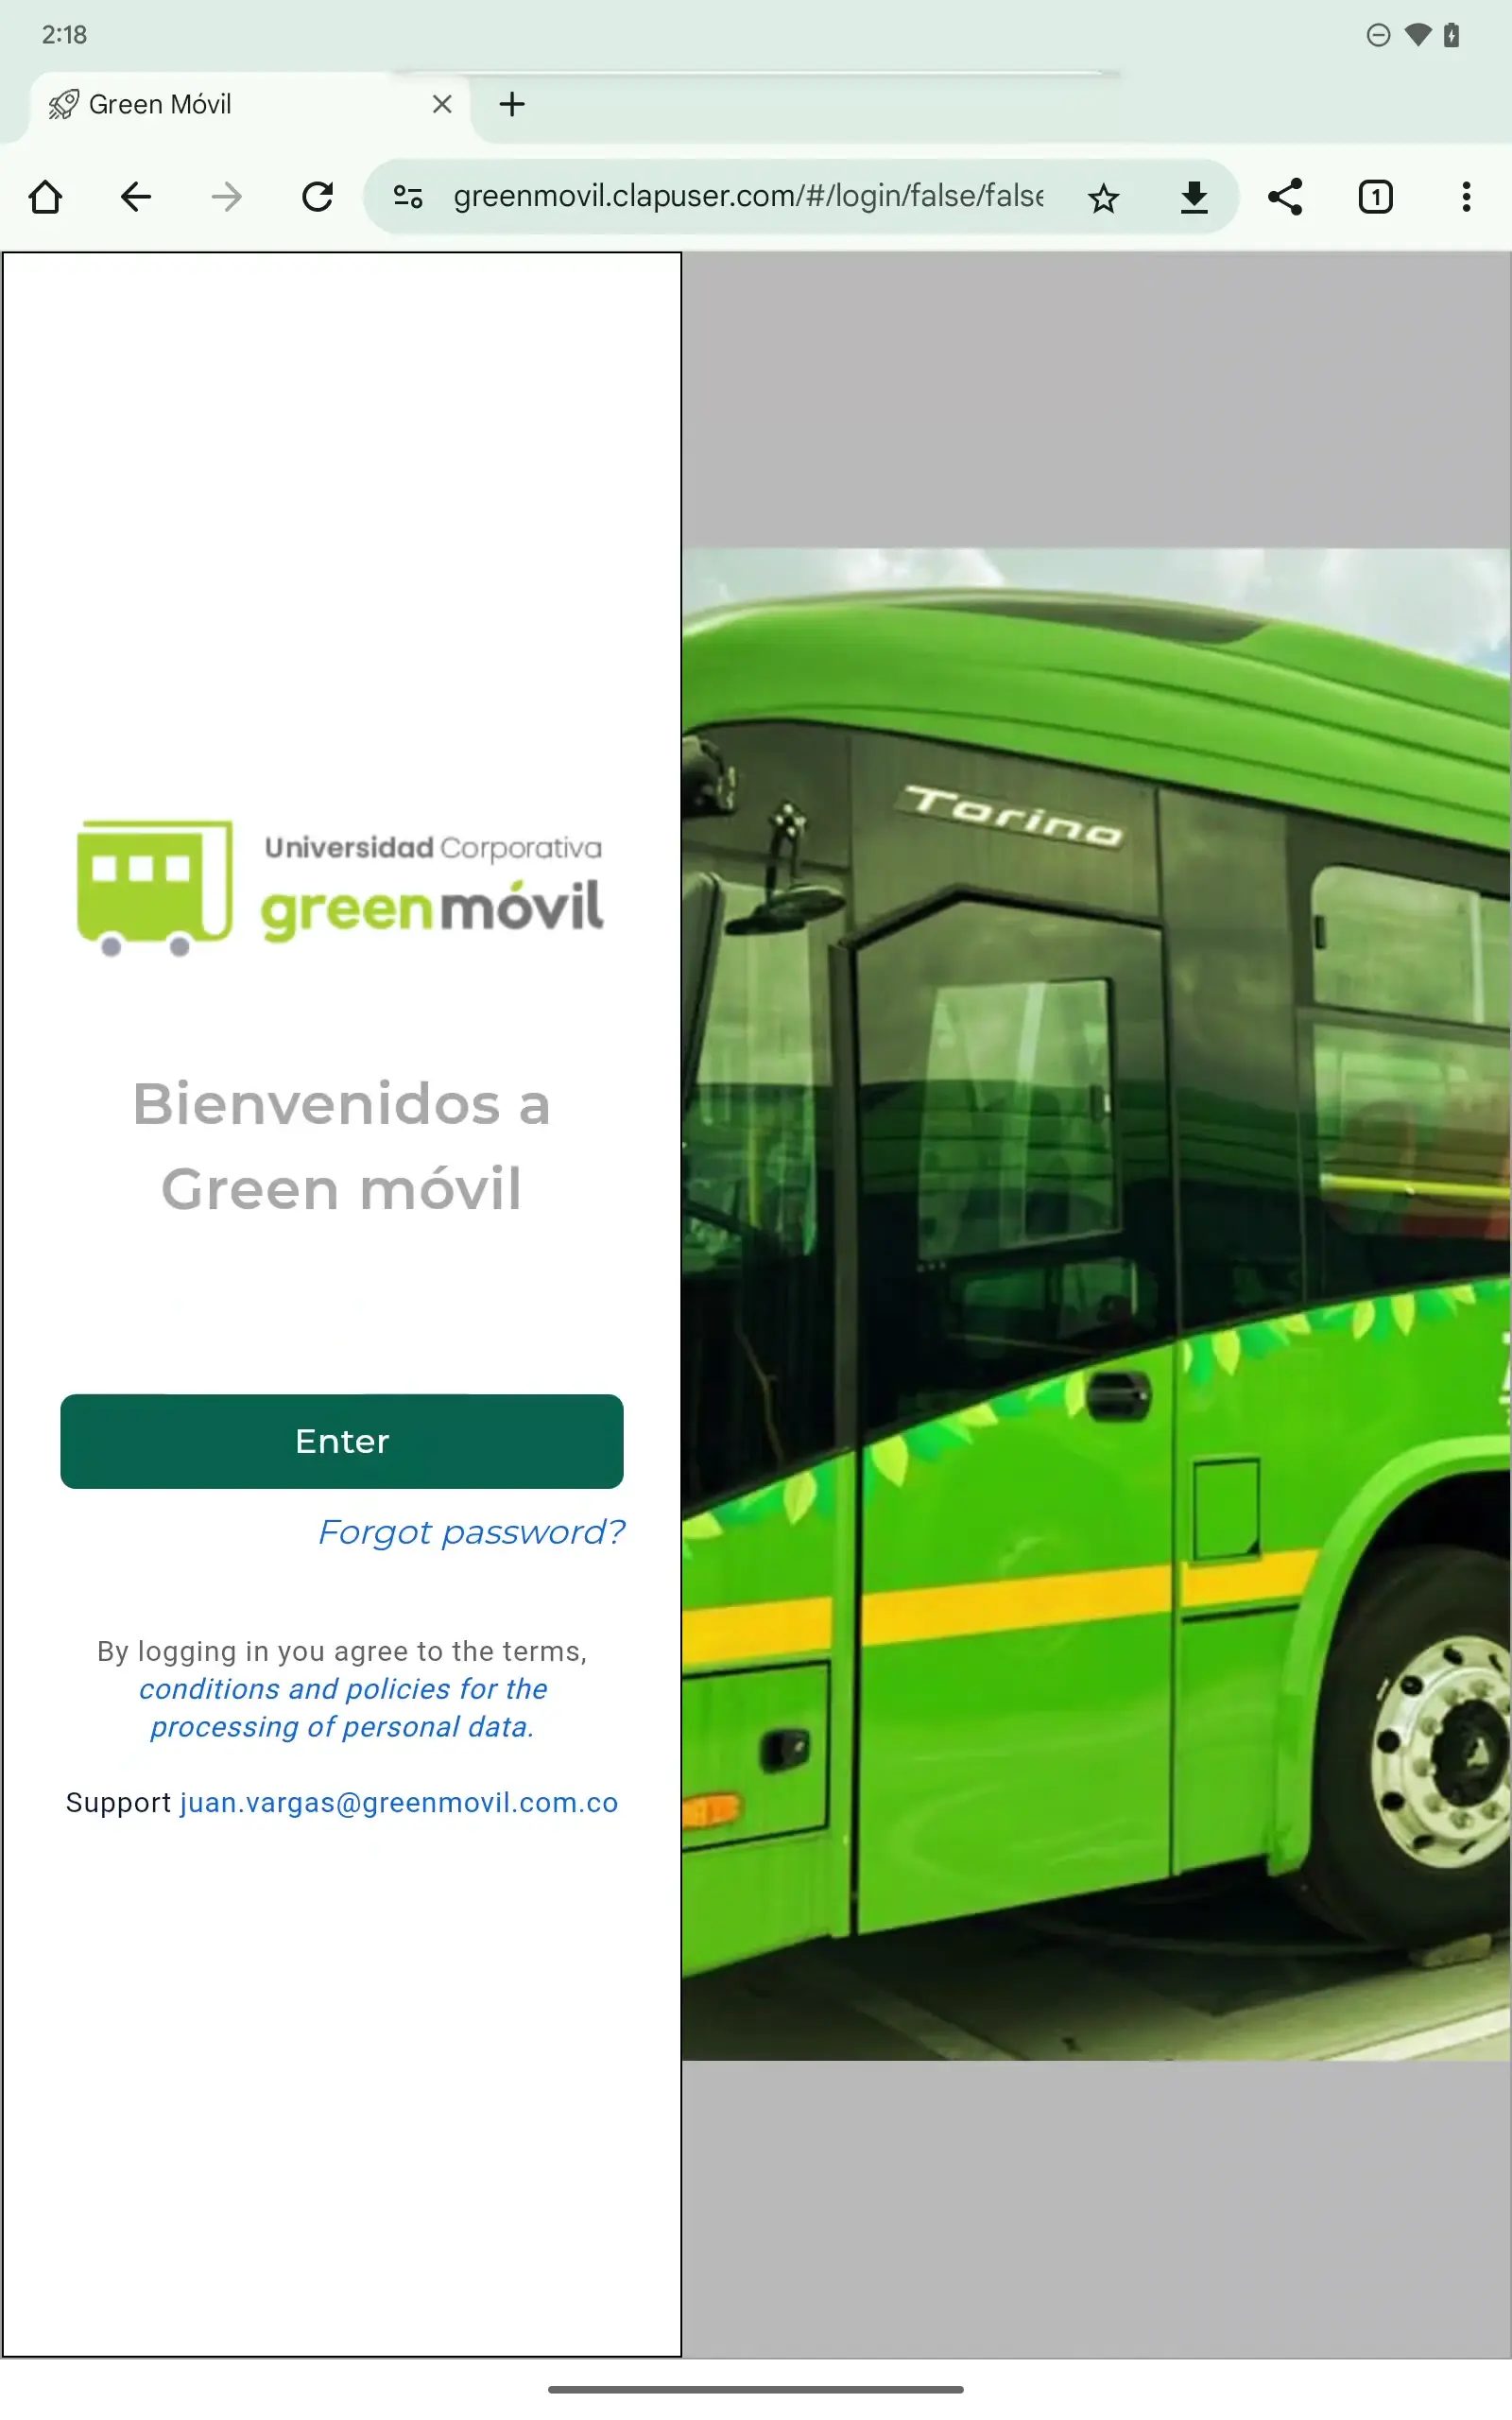 2:18
Green Móvil
greenmovil.clapuser.com/#/login/false/false
1
Universidad Corporativa
greenmóvil
Torino
Bienvenidos a
Green móvil
Enter
Forgot password?
By logging in you agree to the terms,
conditions and policies for the
processing of personal data.
Support juan.vargas@greenmovil.com.co